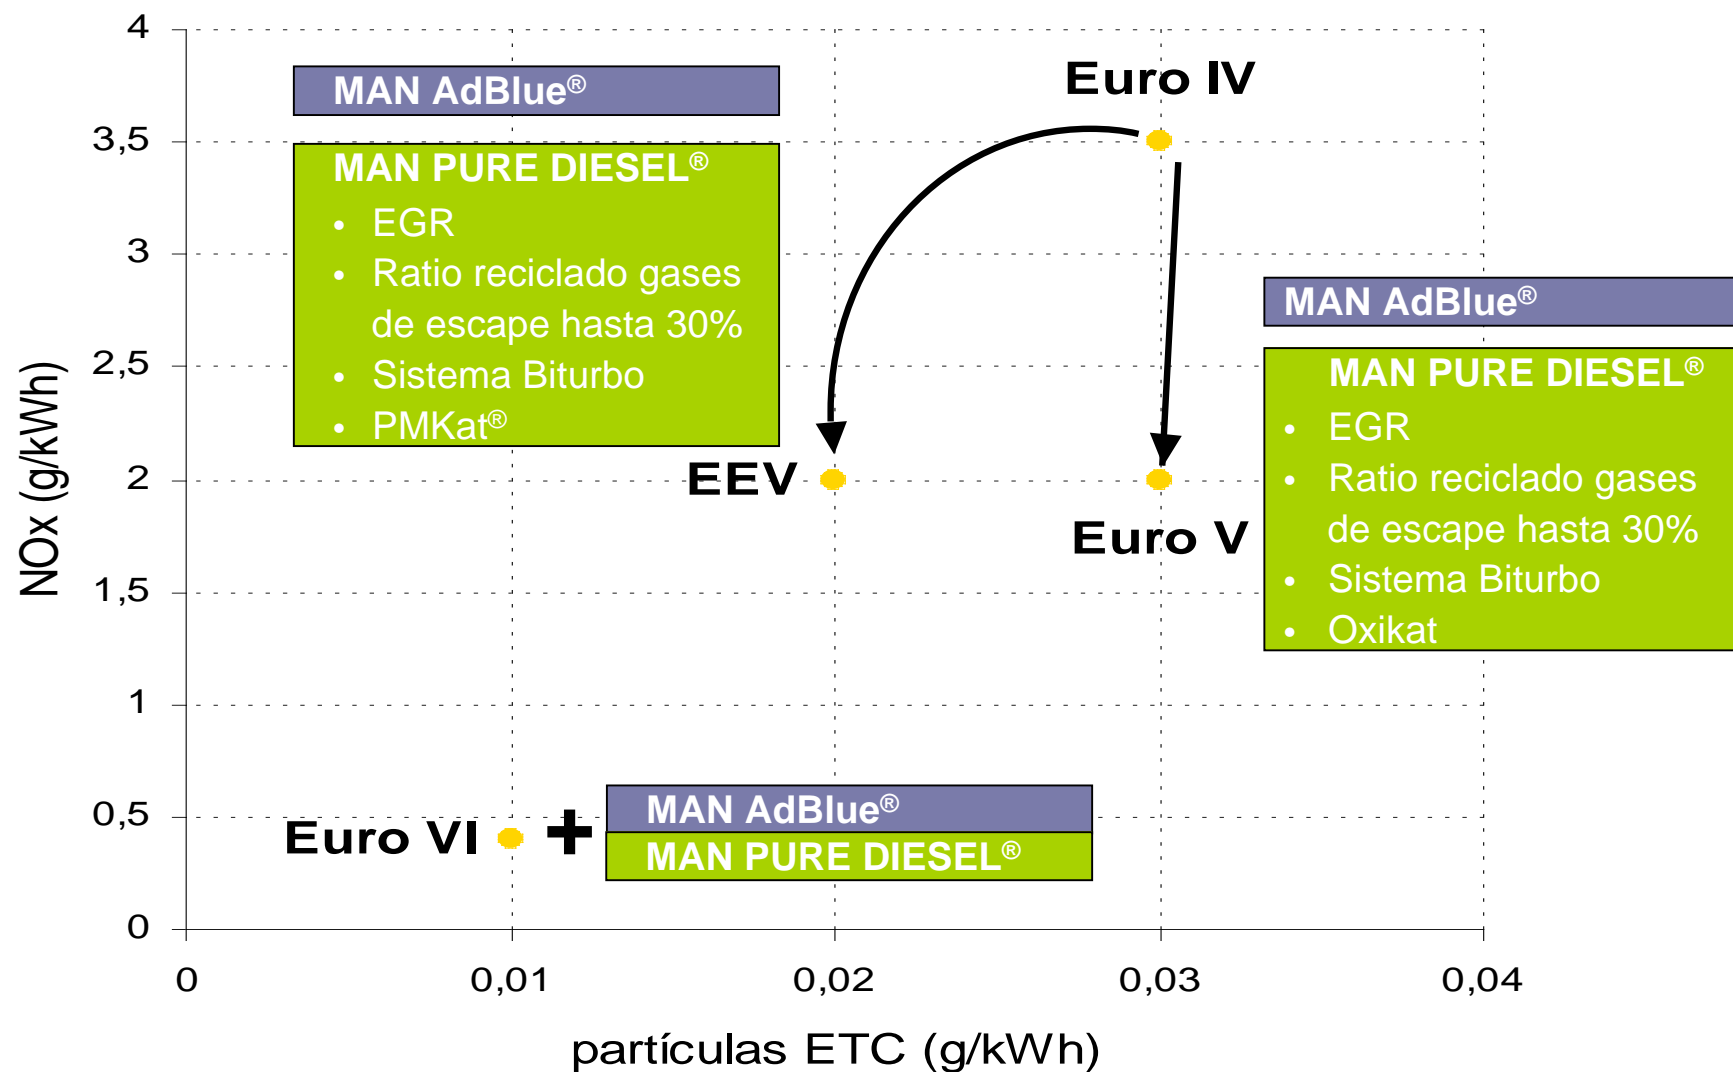 4
MAN AdBlue®
Euro IV
3,5
MAN PURE DIESEL®
• EGR
• Ratio reciclado gases
de escape hasta 30%
• Sistema Biturbo
• PMKat®
3
MAN AdBlue®
2,5
MAN PURE DIESEL®
• EGR
• Ratio reciclado gases
de escape hasta 30%
• Sistema Biturbo
• Oxikat
NOx (g/kWh)
2
EEV
Euro V
1,5
1
0,5
Euro VI
+
MAN AdBlue®
MAN PURE DIESEL®
0
0
0,01
0,02
0,03
0,04
partículas ETC (g/kWh)